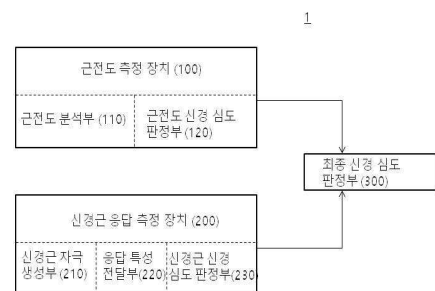 1
근전도 측정 장치 (100)
근전도 분석부 (110)
근전도 신경 심도
판정부 (120)
최종 신경 심도
판정부 (300)
신경근 응답 측정 장치 (200)
신경근 자극
생성부 (210)
응답 특성
전달부(220)
신경근 신경
심도 판정부(230)